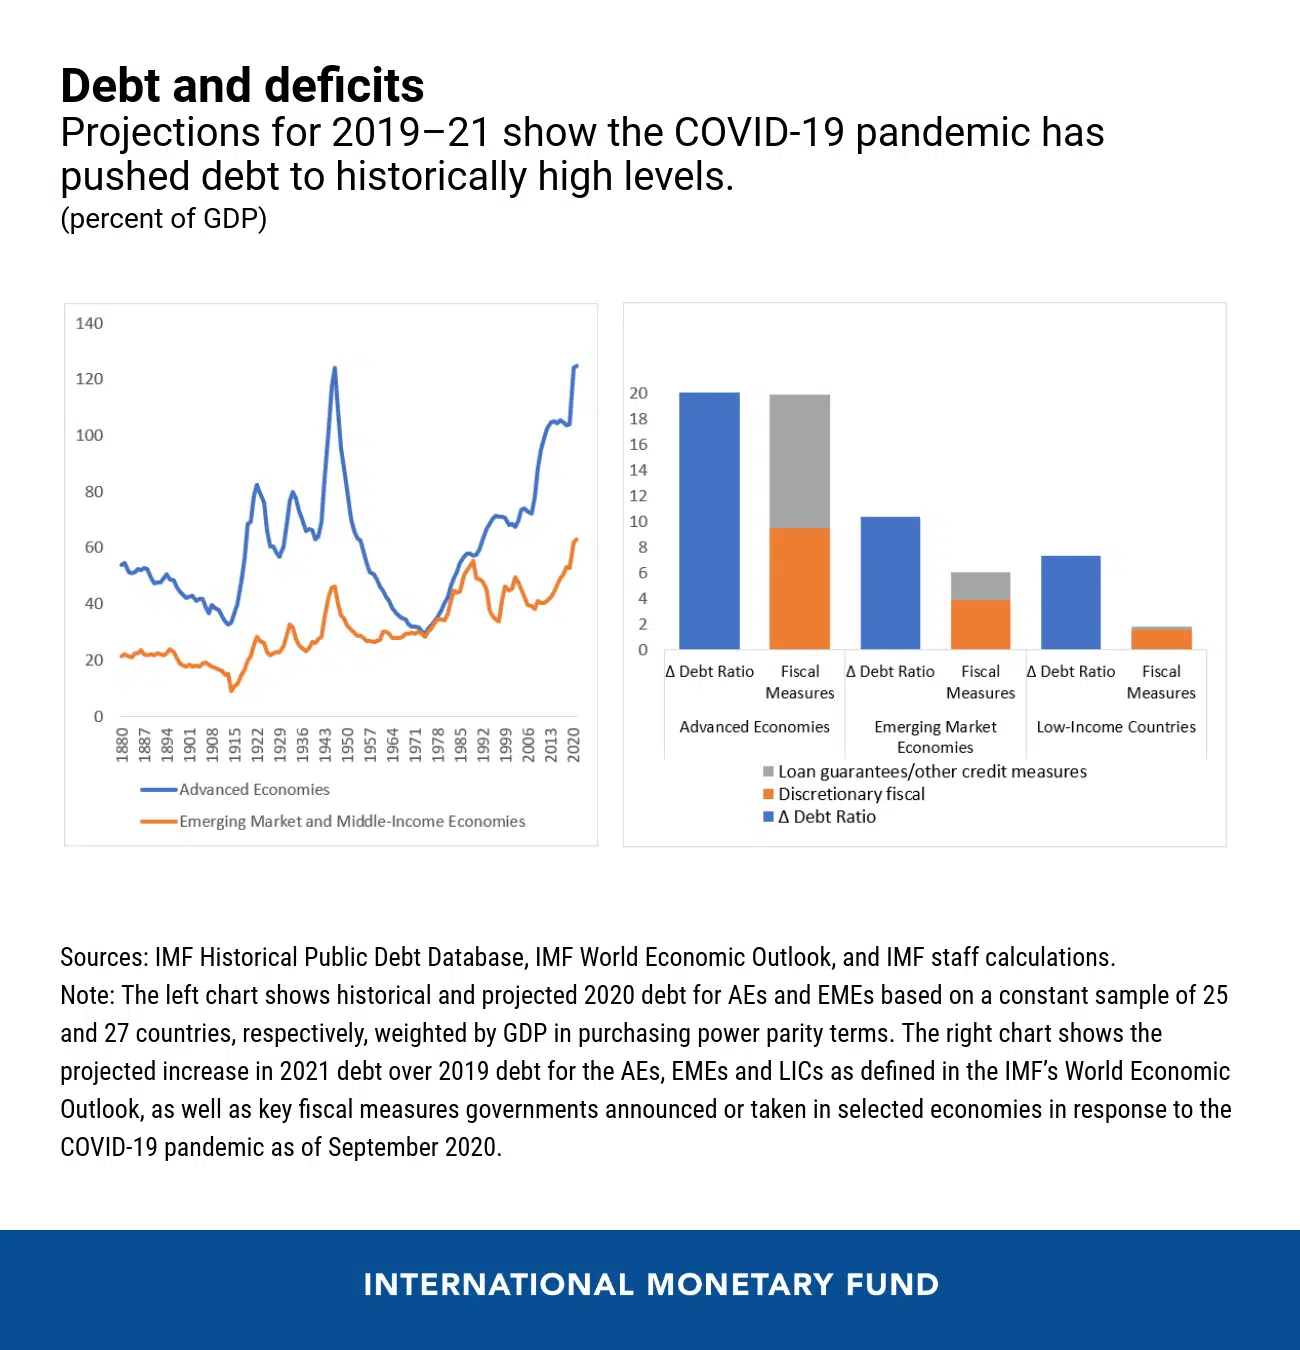 Debt and deficits
Projections for 2019–21 show the COVID-19 pandemic has
pushed debt to historically high levels.
(percent of GDP)
140
120
100
80
60
40
20
0
1880 1887 1894 1901 1908 1915 1922 1929 1936 1943 1950 1957 1964 1971 1978 1985 1992 1999 2006 2013 2020
Advanced Economies
Emerging Market and Middle-Income Economies
20
18
16
14
12
10
8
6
4
2
0
Δ Debt Ratio Fiscal Δ Debt Ratio Fiscal Δ Debt Ratio Fiscal
Measures Measures Measures
Advanced Economies Emerging Market Low-Income Countries
Economies
Loan guarantees/other credit measures
Discretionary fiscal
Δ Debt Ratio
Sources: IMF Historical Public Debt Database, IMF World Economic Outlook, and IMF staff calculations.
Note: The left chart shows historical and projected 2020 debt for AEs and EMEs based on a constant sample of 25
and 27 countries, respectively, weighted by GDP in purchasing power parity terms. The right chart shows the
projected increase in 2021 debt over 2019 debt for the AEs, EMEs and LICs as defined in the IMF’s World Economic
Outlook, as well as key fiscal measures governments announced or taken in selected economies in response to the
COVID-19 pandemic as of September 2020.
INTERNATIONAL MONETARY FUND